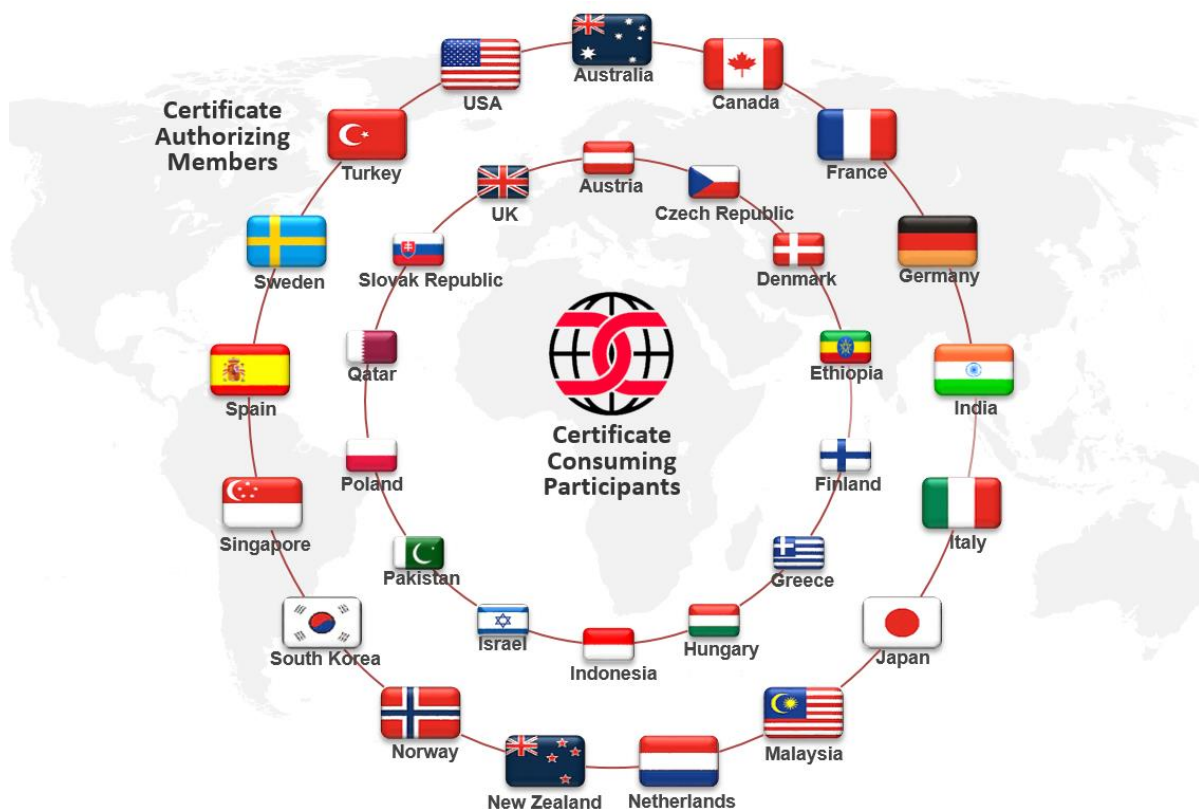 Certificate
Authorizing
Members
USA
Australia
Canada
France
Germany
India
Italy
Japan
Malaysia
Netherlands
New Zealand
Norway
South Korea
Singapore
Spain
Sweden
Turkey
UK
Austria
Czech Republic
Denmark
Ethiopia
Finland
Greece
Hungary
Indonesia
Israel
Pakistan
Poland
Qatar
Slovak Republic
Certificate
Consuming
Participants